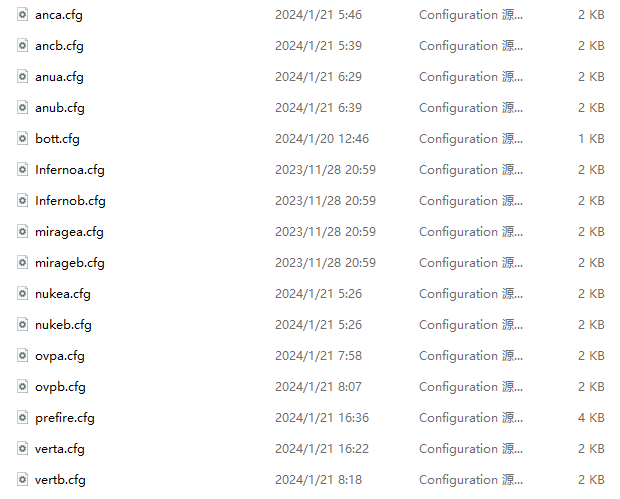 anca.cfg 2024/1/21 5:46 Configuration 源... 2 KB
ancb.cfg 2024/1/21 5:39 Configuration 源... 2 KB
anua.cfg 2024/1/21 6:29 Configuration 源... 2 KB
anub.cfg 2024/1/21 6:39 Configuration 源... 2 KB
bott.cfg 2024/1/20 12:46 Configuration 源... 1 KB
Infernoa.cfg 2023/11/28 20:59 Configuration 源... 2 KB
Infernob.cfg 2023/11/28 20:59 Configuration 源... 2 KB
miragea.cfg 2023/11/28 20:59 Configuration 源... 2 KB
mirageb.cfg 2023/11/28 20:59 Configuration 源... 2 KB
nukea.cfg 2024/1/21 5:26 Configuration 源... 2 KB
nukeb.cfg 2024/1/21 5:26 Configuration 源... 2 KB
ovpa.cfg 2024/1/21 7:58 Configuration 源... 2 KB
ovpb.cfg 2024/1/21 8:07 Configuration 源... 2 KB
prefire.cfg 2024/1/21 16:36 Configuration 源... 4 KB
verta.cfg 2024/1/21 16:22 Configuration 源... 2 KB
vertb.cfg 2024/1/21 8:18 Configuration 源... 2 KB